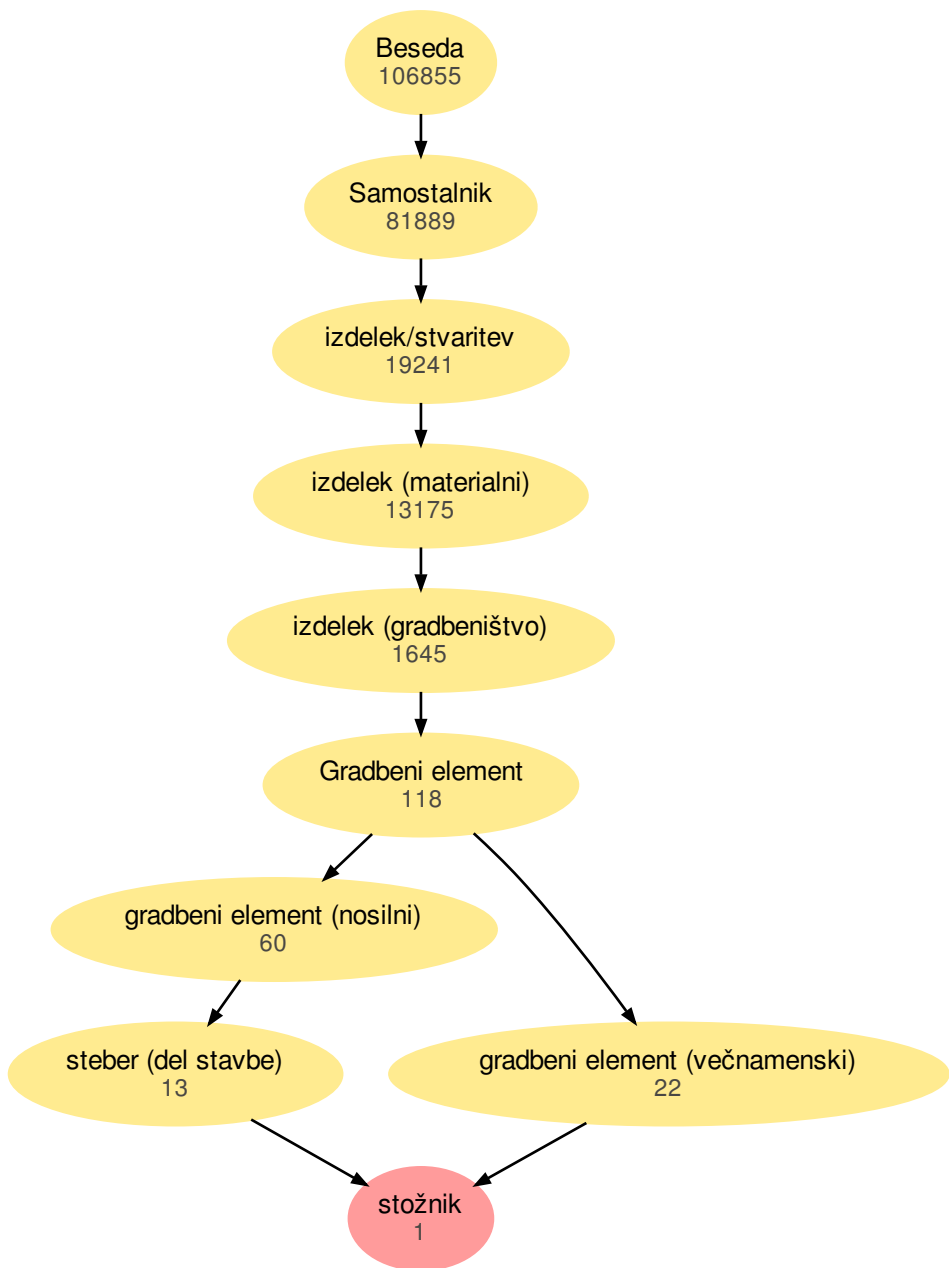 Beseda
106855
Samostalnik
81889
izdelek/stvaritev
19241
izdelek (materialni)
13175
izdelek (gradbeništvo)
1645
Gradbeni element
118
gradbeni element (nosilni)
60
steber (del stavbe)
13
gradbeni element (večnamenski)
22
stožnik
1